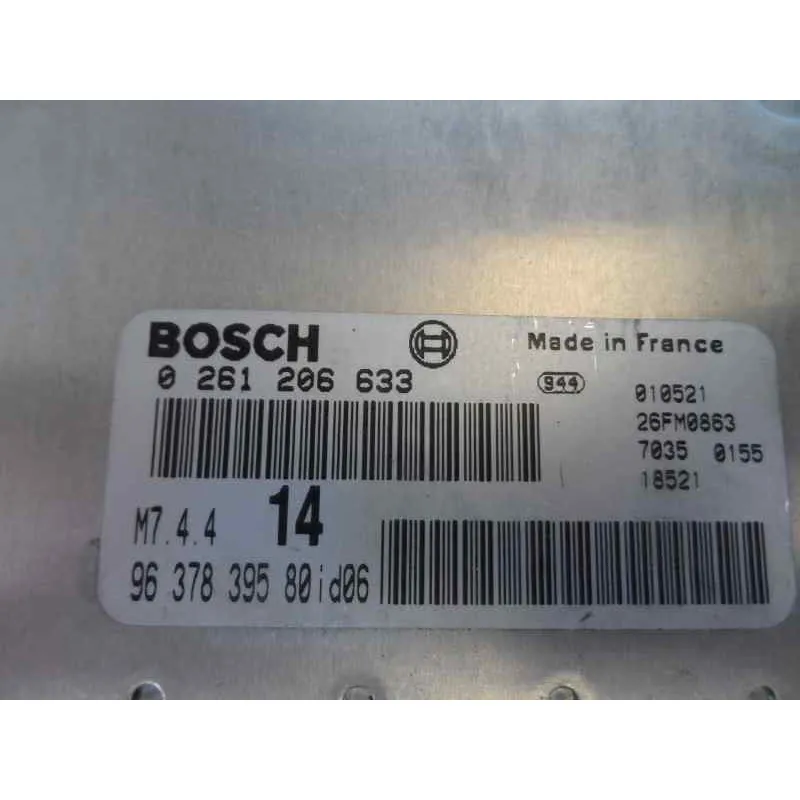 BOSCH Made in France
0 261 206 633 944 010521
26FM0863
7035 0155
18521
M7.4.4 14
96 378 395 80id06